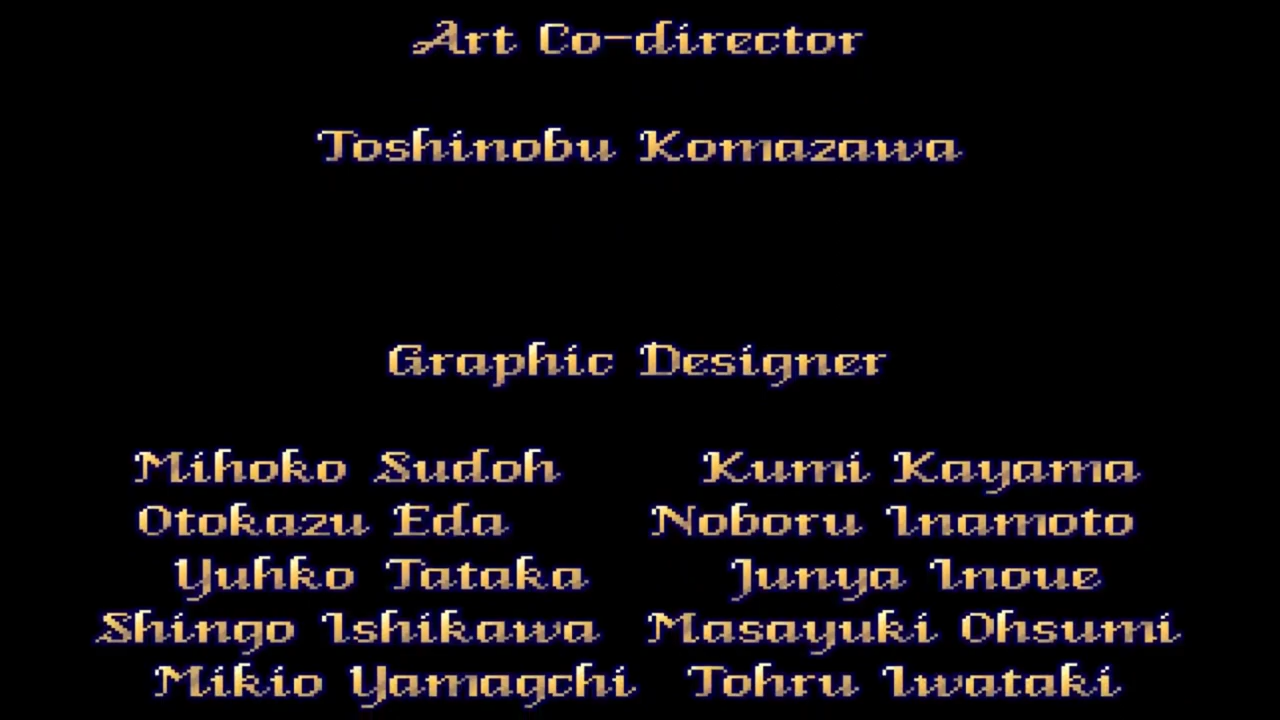 Art Co-director
Toshinobu Komazawa
Graphic Designer
Mihoko Sudoh Kumi Kayama
Otokazu Eda Noboru Inamoto
Yuhko Tataka Junya Inoue
Shingo Ishikawa Masayuki Ohsumi
Mikio Yamagchi Tohru Iwataki